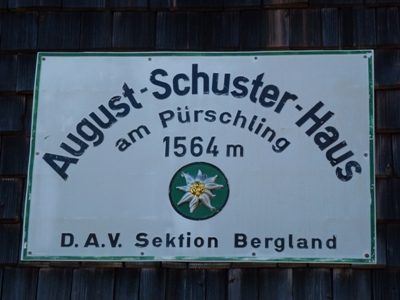 August-Schuster-Haus
am Pürschling
1564 m
D.A.V. Sektion Bergland